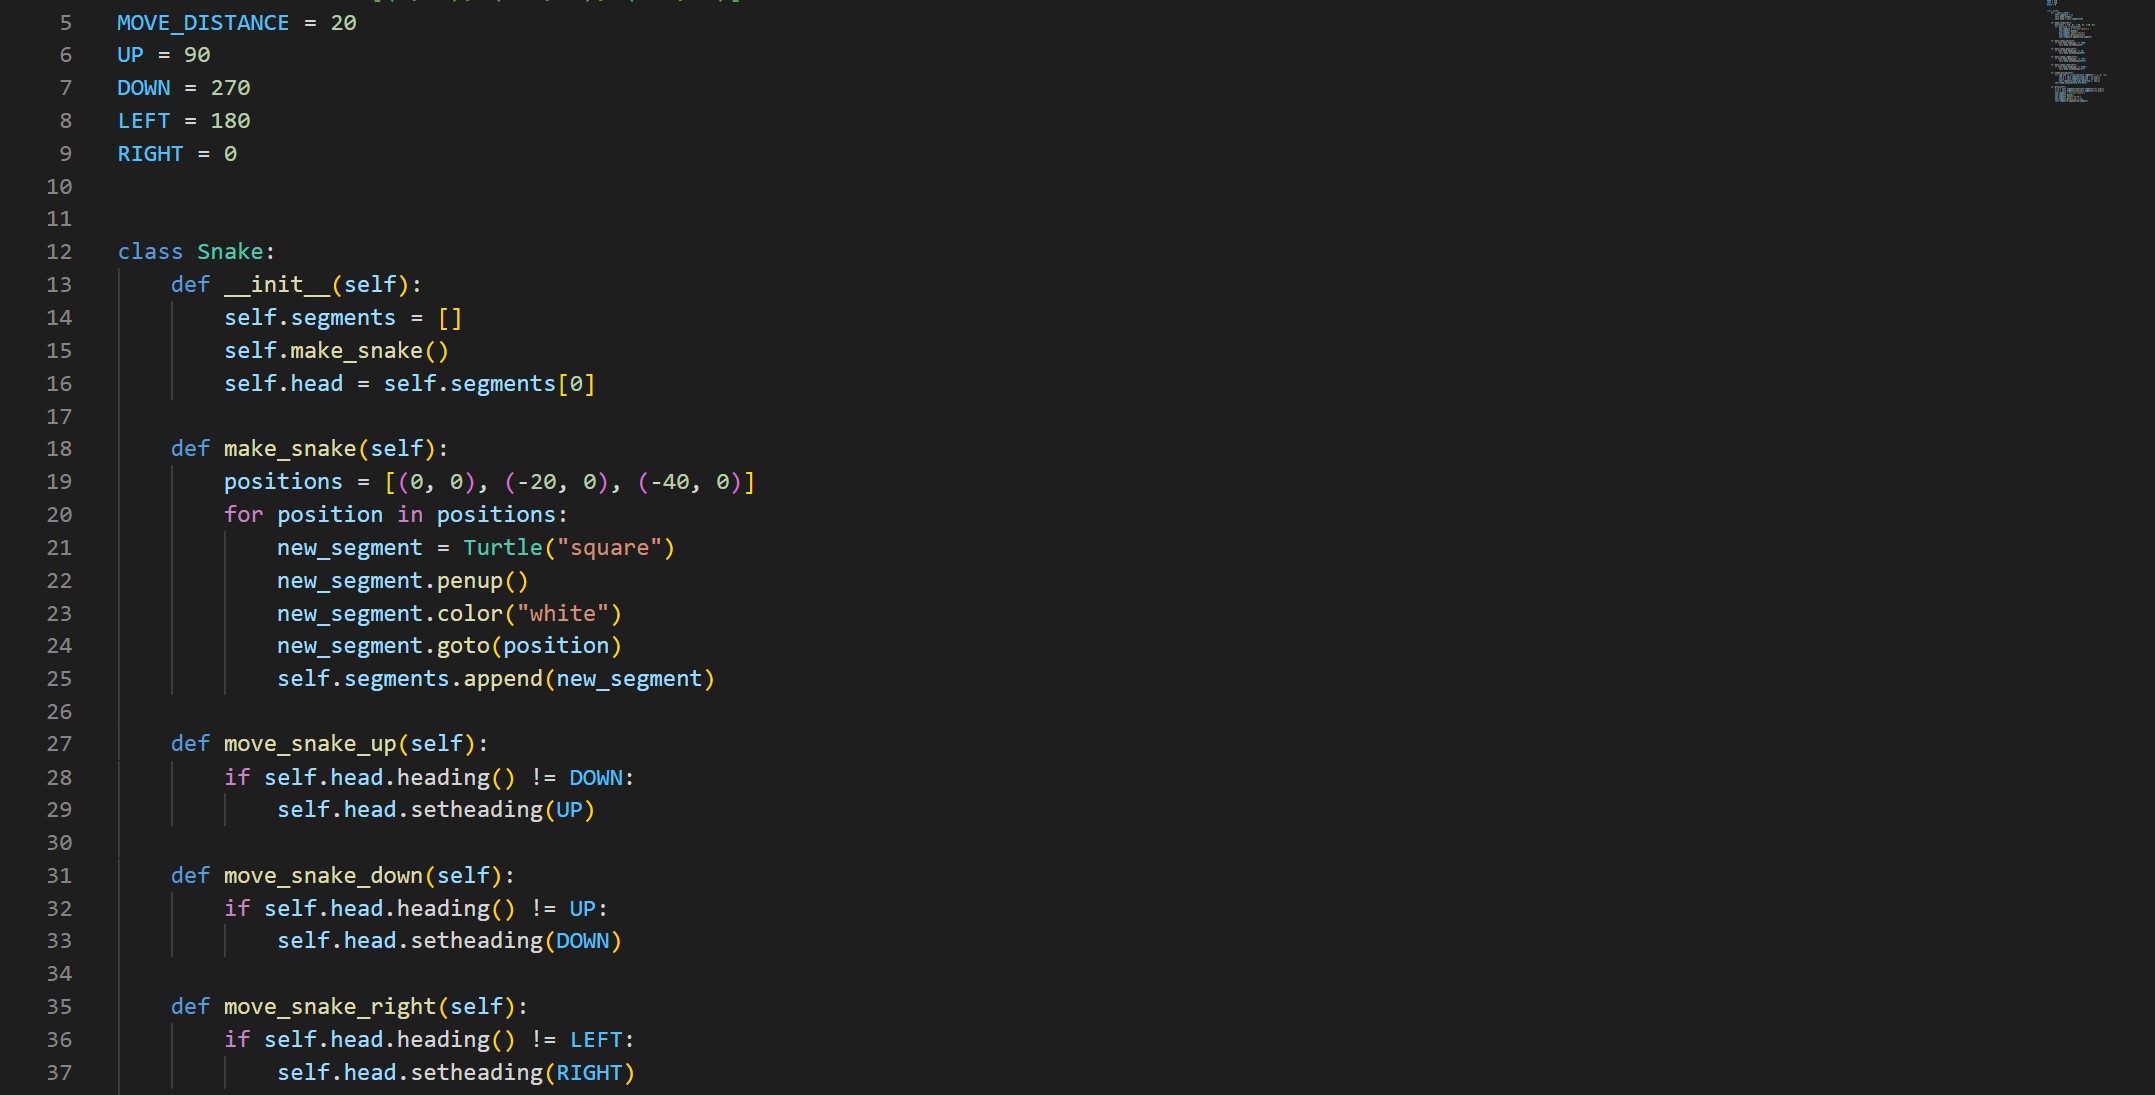 5 MOVE_DISTANCE = 20
6 UP = 90
7 DOWN = 270
8 LEFT = 180
9 RIGHT = 0
10
11
12 class Snake:
13     def __init__(self):
14         self.segments = []
15         self.make_snake()
16         self.head = self.segments[0]
17
18     def make_snake(self):
19         positions = [(0, 0), (-20, 0), (-40, 0)]
20         for position in positions:
21             new_segment = Turtle("square")
22             new_segment.penup()
23             new_segment.color("white")
24             new_segment.goto(position)
25             self.segments.append(new_segment)
26
27     def move_snake_up(self):
28         if self.head.heading() != DOWN:
29             self.head.setheading(UP)
30
31     def move_snake_down(self):
32         if self.head.heading() != UP:
33             self.head.setheading(DOWN)
34
35     def move_snake_right(self):
36         if self.head.heading() != LEFT:
37             self.head.setheading(RIGHT)